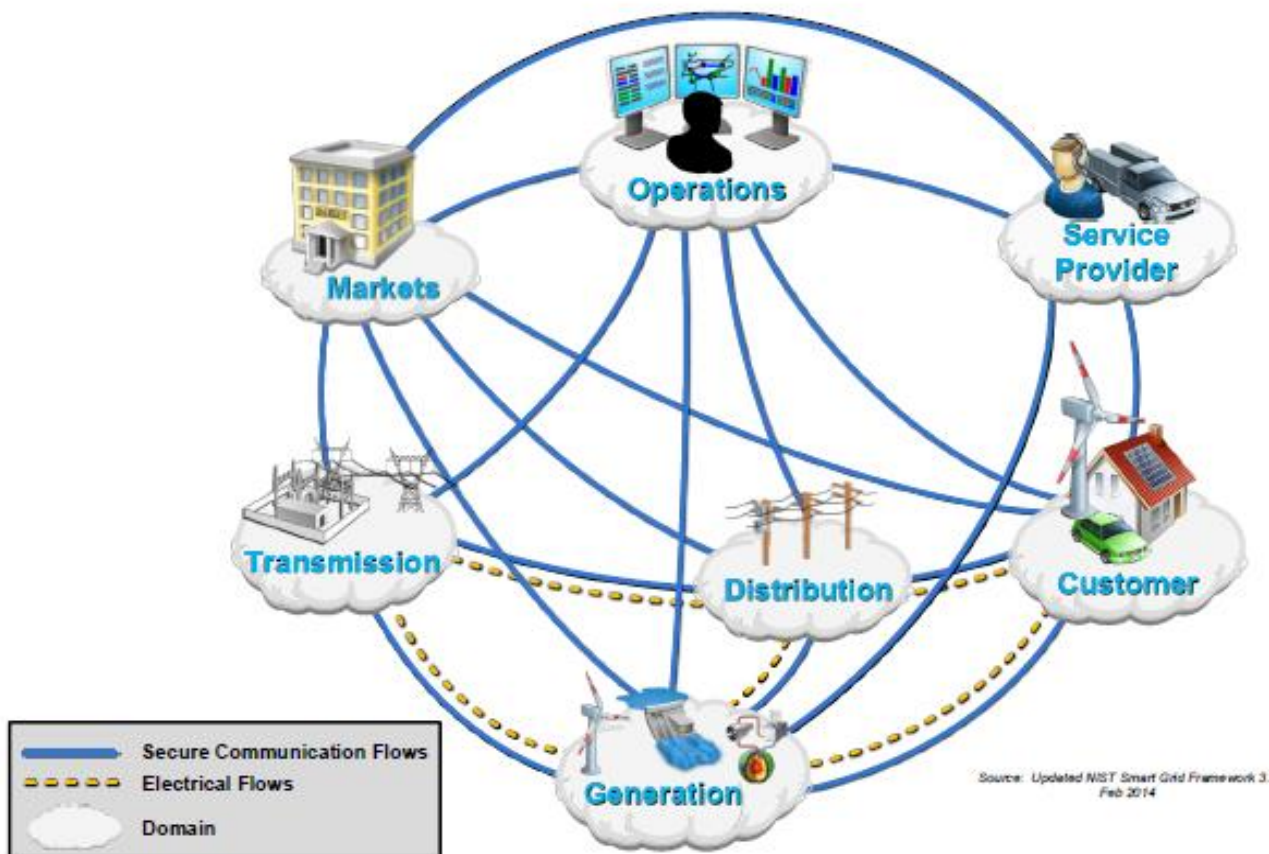 Operations
Service
Provider
Markets
Transmission
Distribution
Customer
Generation
Secure Communication Flows
Electrical Flows
Domain
Source: Updated NIST Smart Grid Framework 3.
Feb 2014